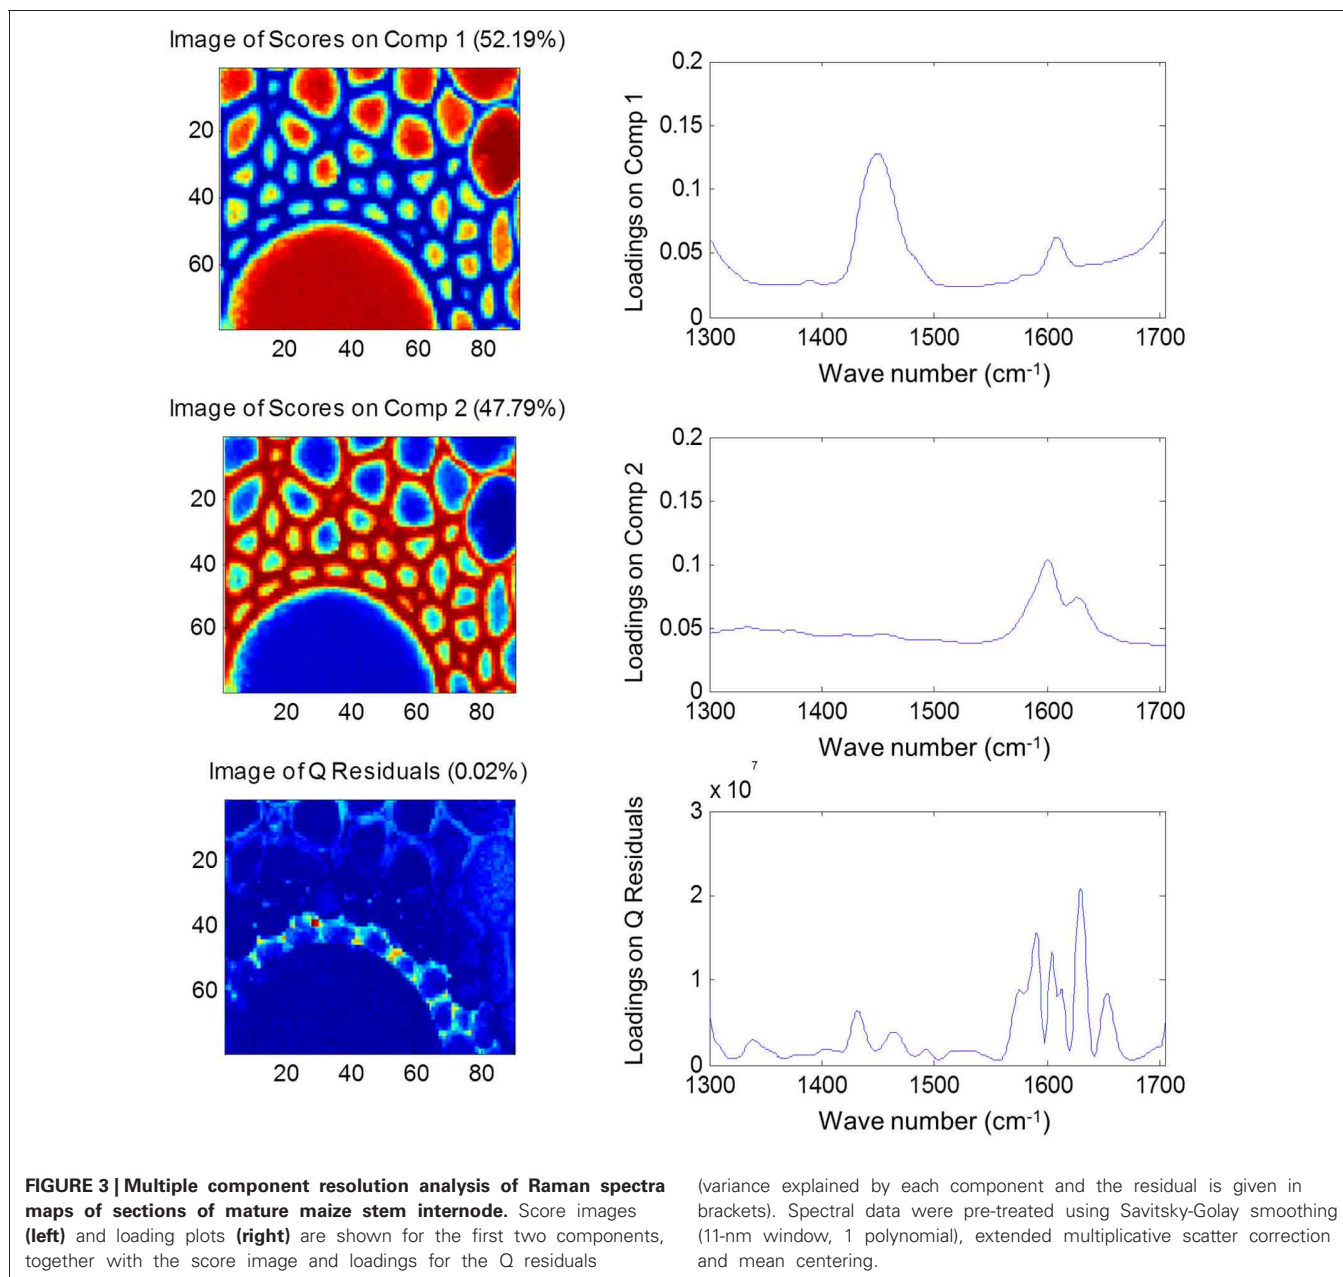 Image of Scores on Comp 1 (52.19%)
20
40
60
20 40 60 80
Loadings on Comp 1
0.2
0.15
0.1
0.05
0
1300 1400 1500 1600 1700
Wave number (cm-1)
Image of Scores on Comp 2 (47.79%)
20
40
60
20 40 60 80
Loadings on Comp 2
0.2
0.15
0.1
0.05
0
1300 1400 1500 1600 1700
Wave number (cm-1)
Image of Q Residuals (0.02%)
20
40
60
20 40 60 80
Loadings on Q Residuals
x 10 7
3
2
1
0
1300 1400 1500 1600 1700
Wave number (cm-1)
FIGURE 3 | Multiple component resolution analysis of Raman spectra
maps of sections of mature maize stem internode. Score images
(left) and loading plots (right) are shown for the first two components,
together with the score image and loadings for the Q residuals
(variance explained by each component and the residual is given in
brackets). Spectral data were pre-treated using Savitsky-Golay smoothing
(11-nm window, 1 polynomial), extended multiplicative scatter correction
and mean centering.